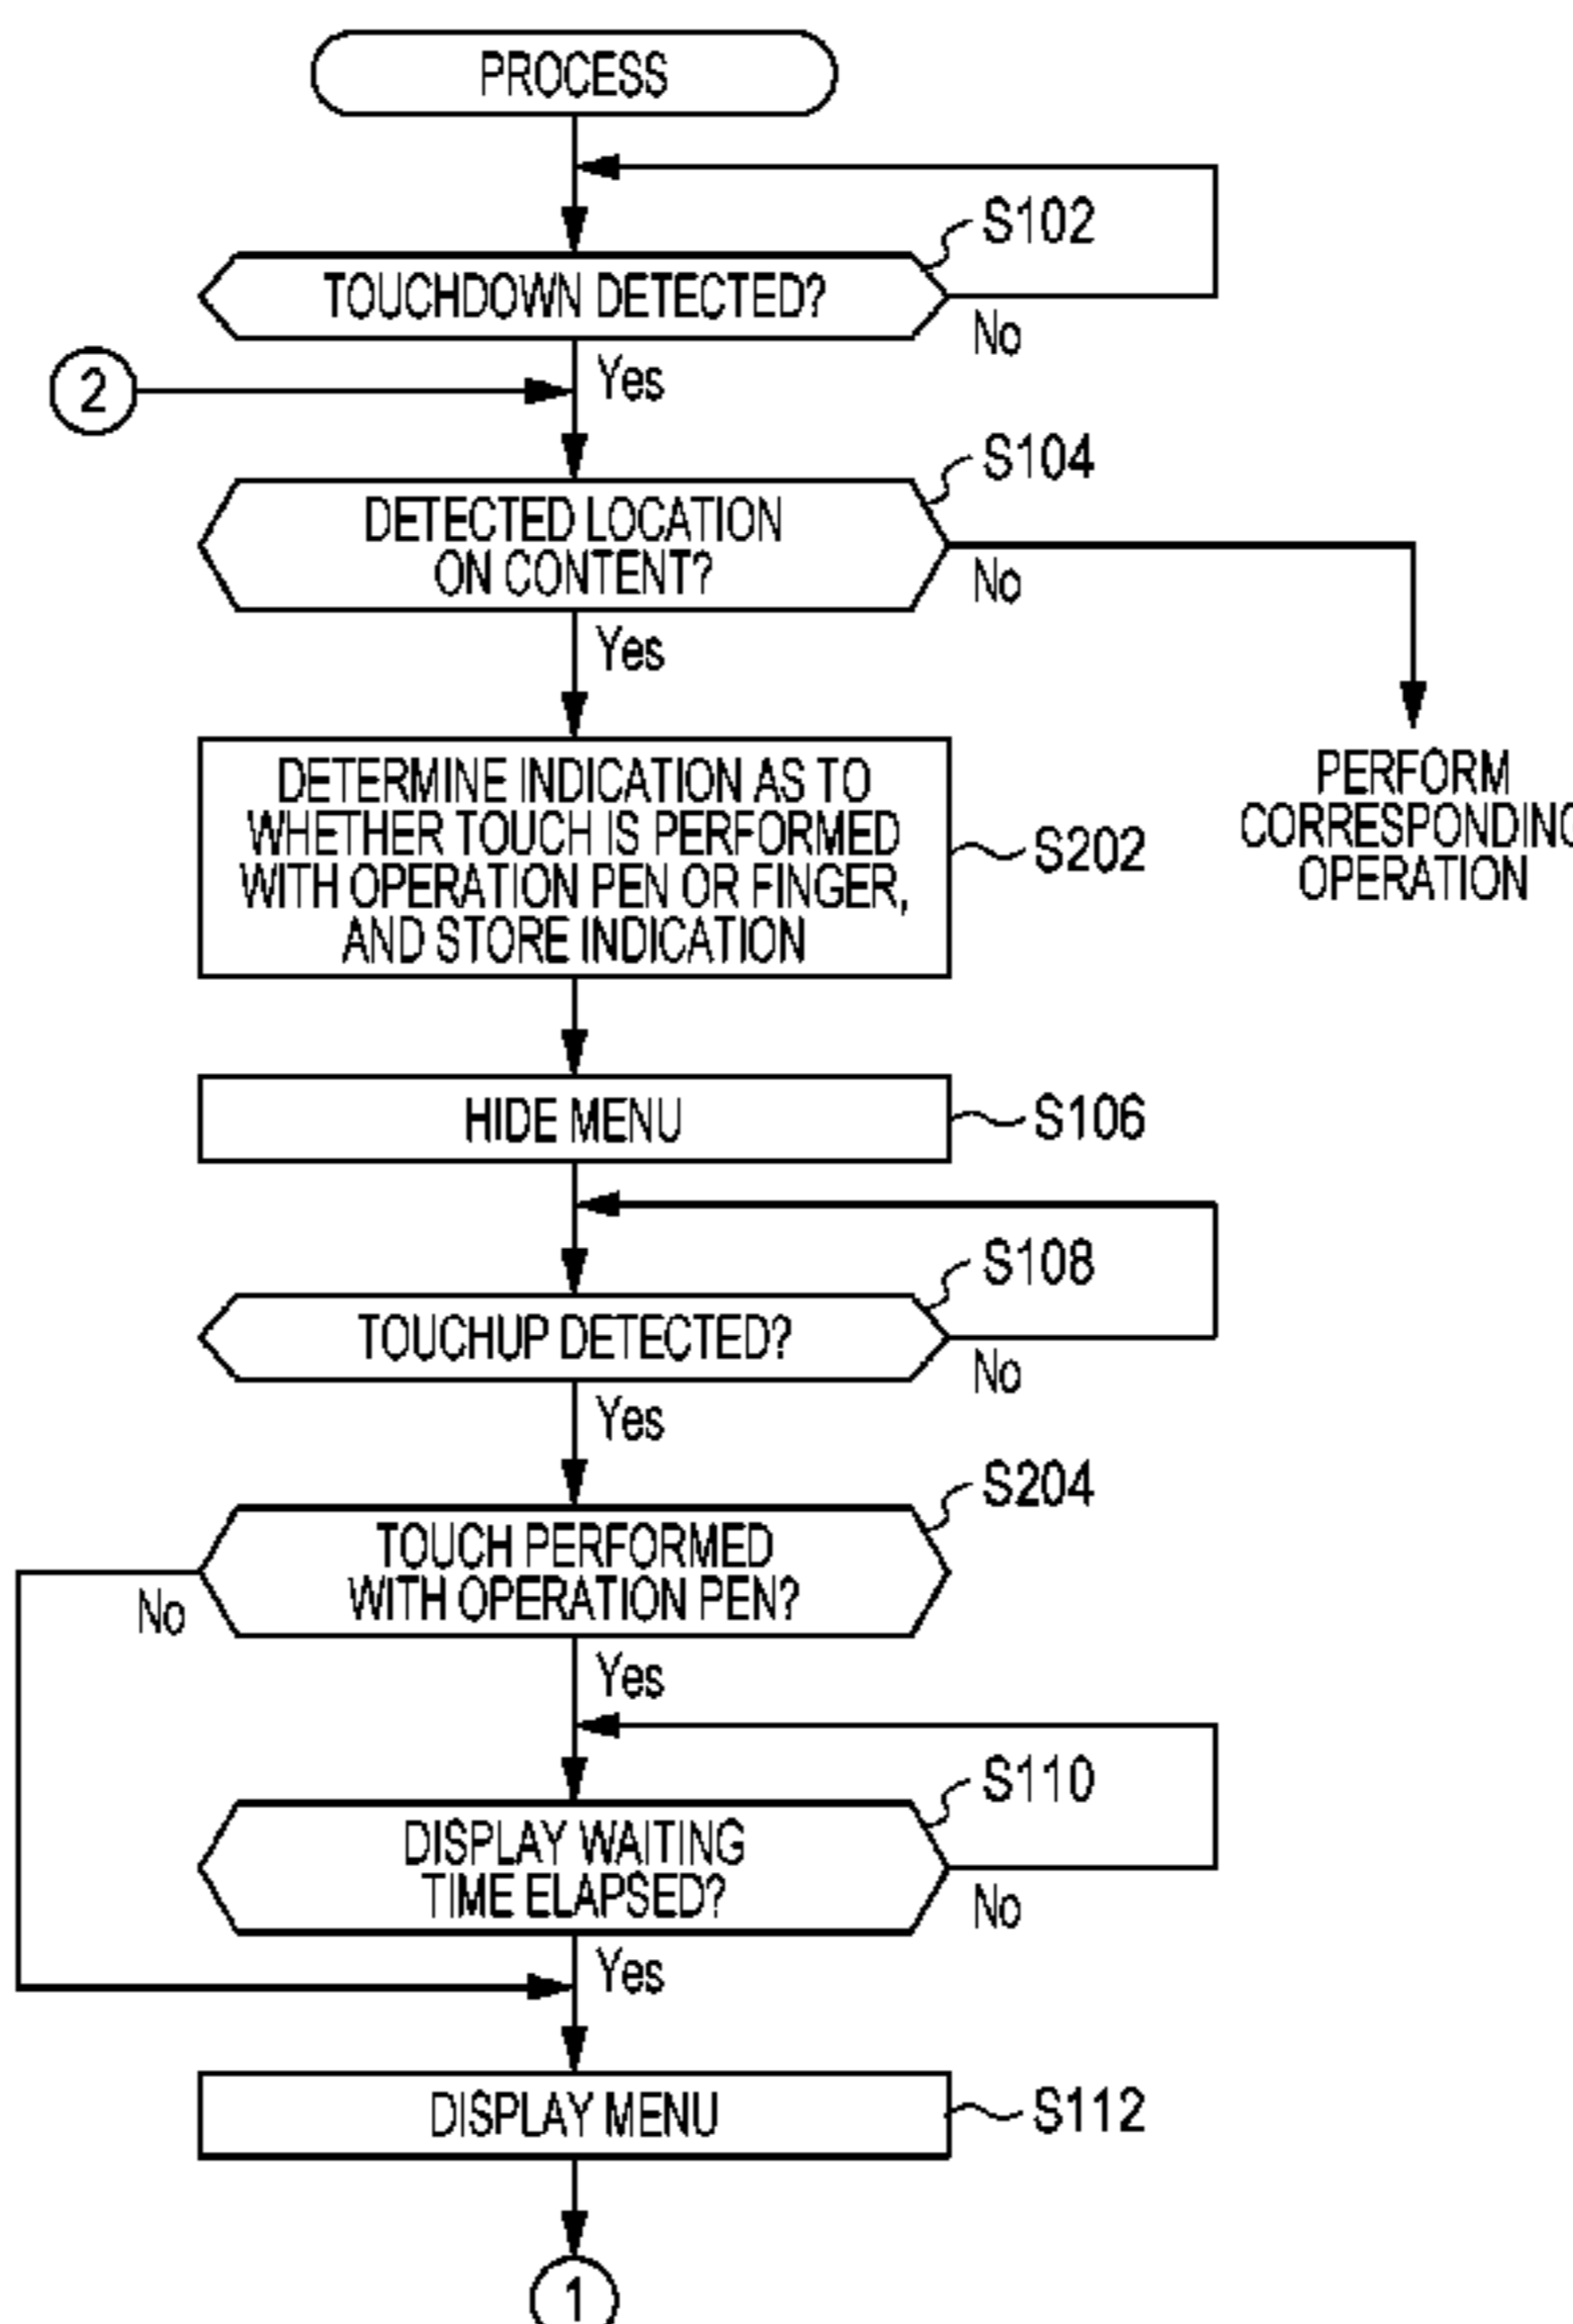 PROCESS
S102
TOUCHDOWN DETECTED?
No
Yes
2
S104
DETECTED LOCATION
ON CONTENT?
No
Yes
DETERMINE INDICATION AS TO
WHETHER TOUCH IS PERFORMED
WITH OPERATION PEN OR FINGER,
AND STORE INDICATION
S202
PERFORM
CORRESPONDING
OPERATION
HIDE MENU
S106
S108
TOUCHUP DETECTED?
No
Yes
S204
TOUCH PERFORMED
WITH OPERATION PEN?
No
Yes
S110
DISPLAY WAITING
TIME ELAPSED?
No
Yes
DISPLAY MENU
S112
1